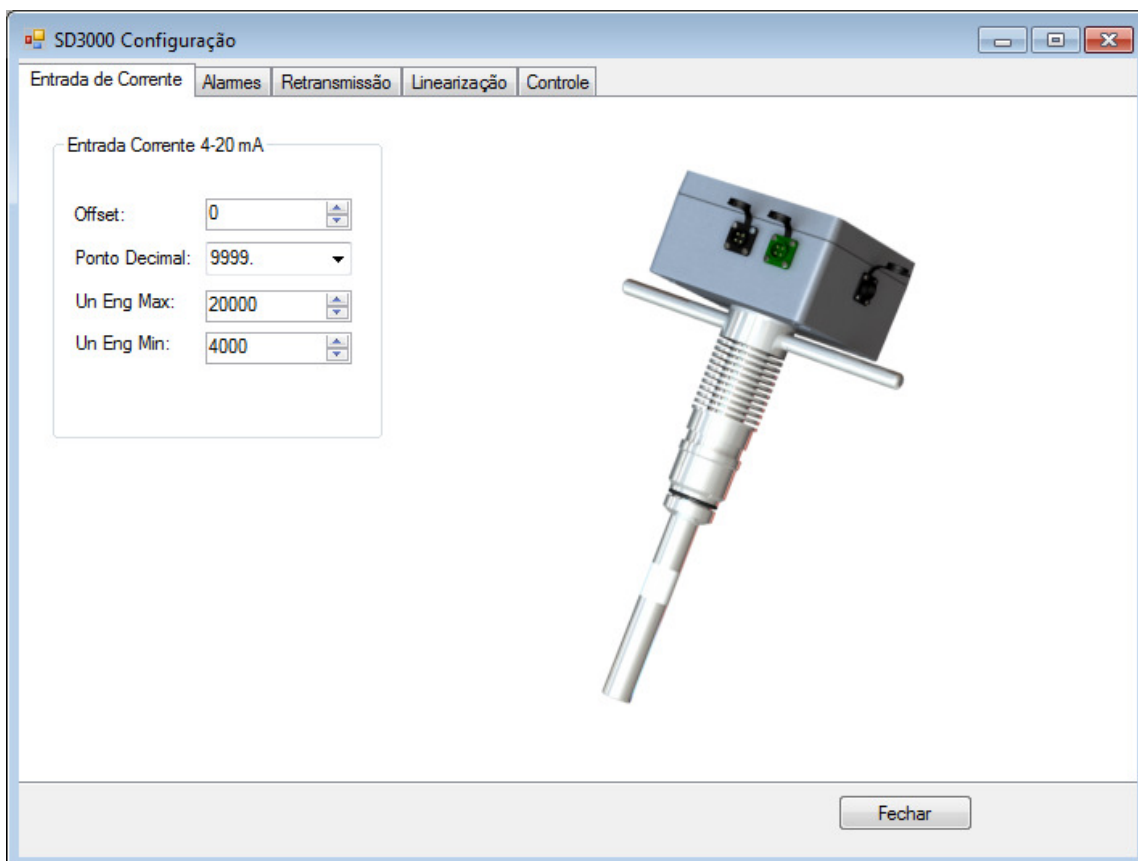 SD3000 Configuração
Entrada de Corrente Alarmes Retransmissão Linearização Controle
Entrada Corrente 4-20 mA
Offset: 0
Ponto Decimal: 9999.
Un Eng Max: 20000
Un Eng Min: 4000
Fechar